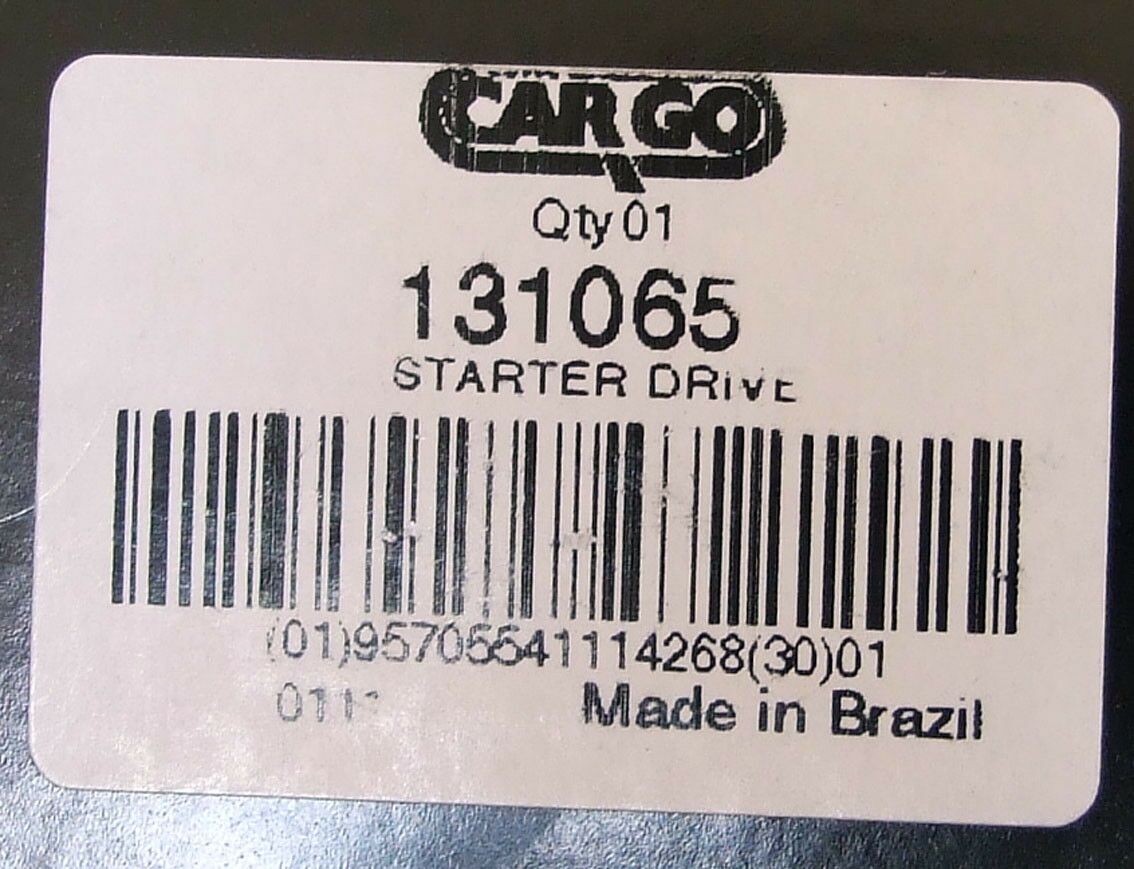 CARGO
Qty 01
131065
STARTER DRIVE
(01)95705541114268(30)01
Made in Brazil